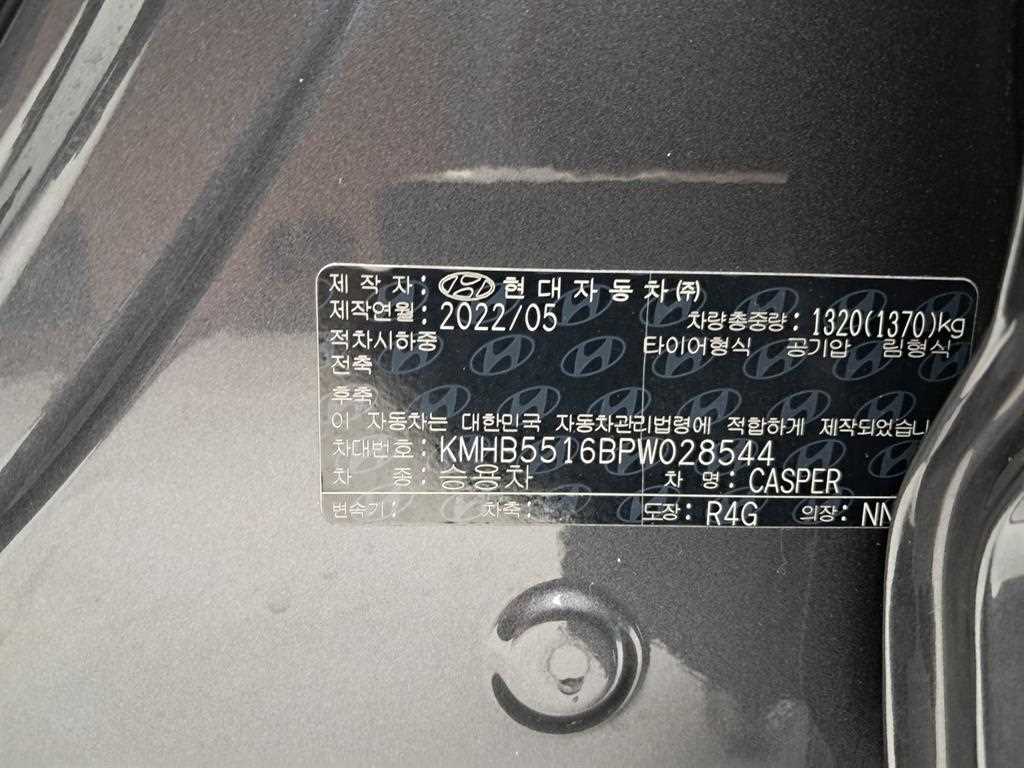 제 작 자 : 현대자동차㈜
제작연월 : 2022/05 차량총중량 : 1320(1370)kg
적차시하중 타이어형식 공기압 림형식
전축
후축
이 자동차는 대한민국 자동차관리법령에 적합하게 제작되었습니
차대번호 : KMHB5516BPW028544
차 종 : 승용차 차 명 : CASPER
변속기 : 차축 : 도장 : R4G 의장 : NN